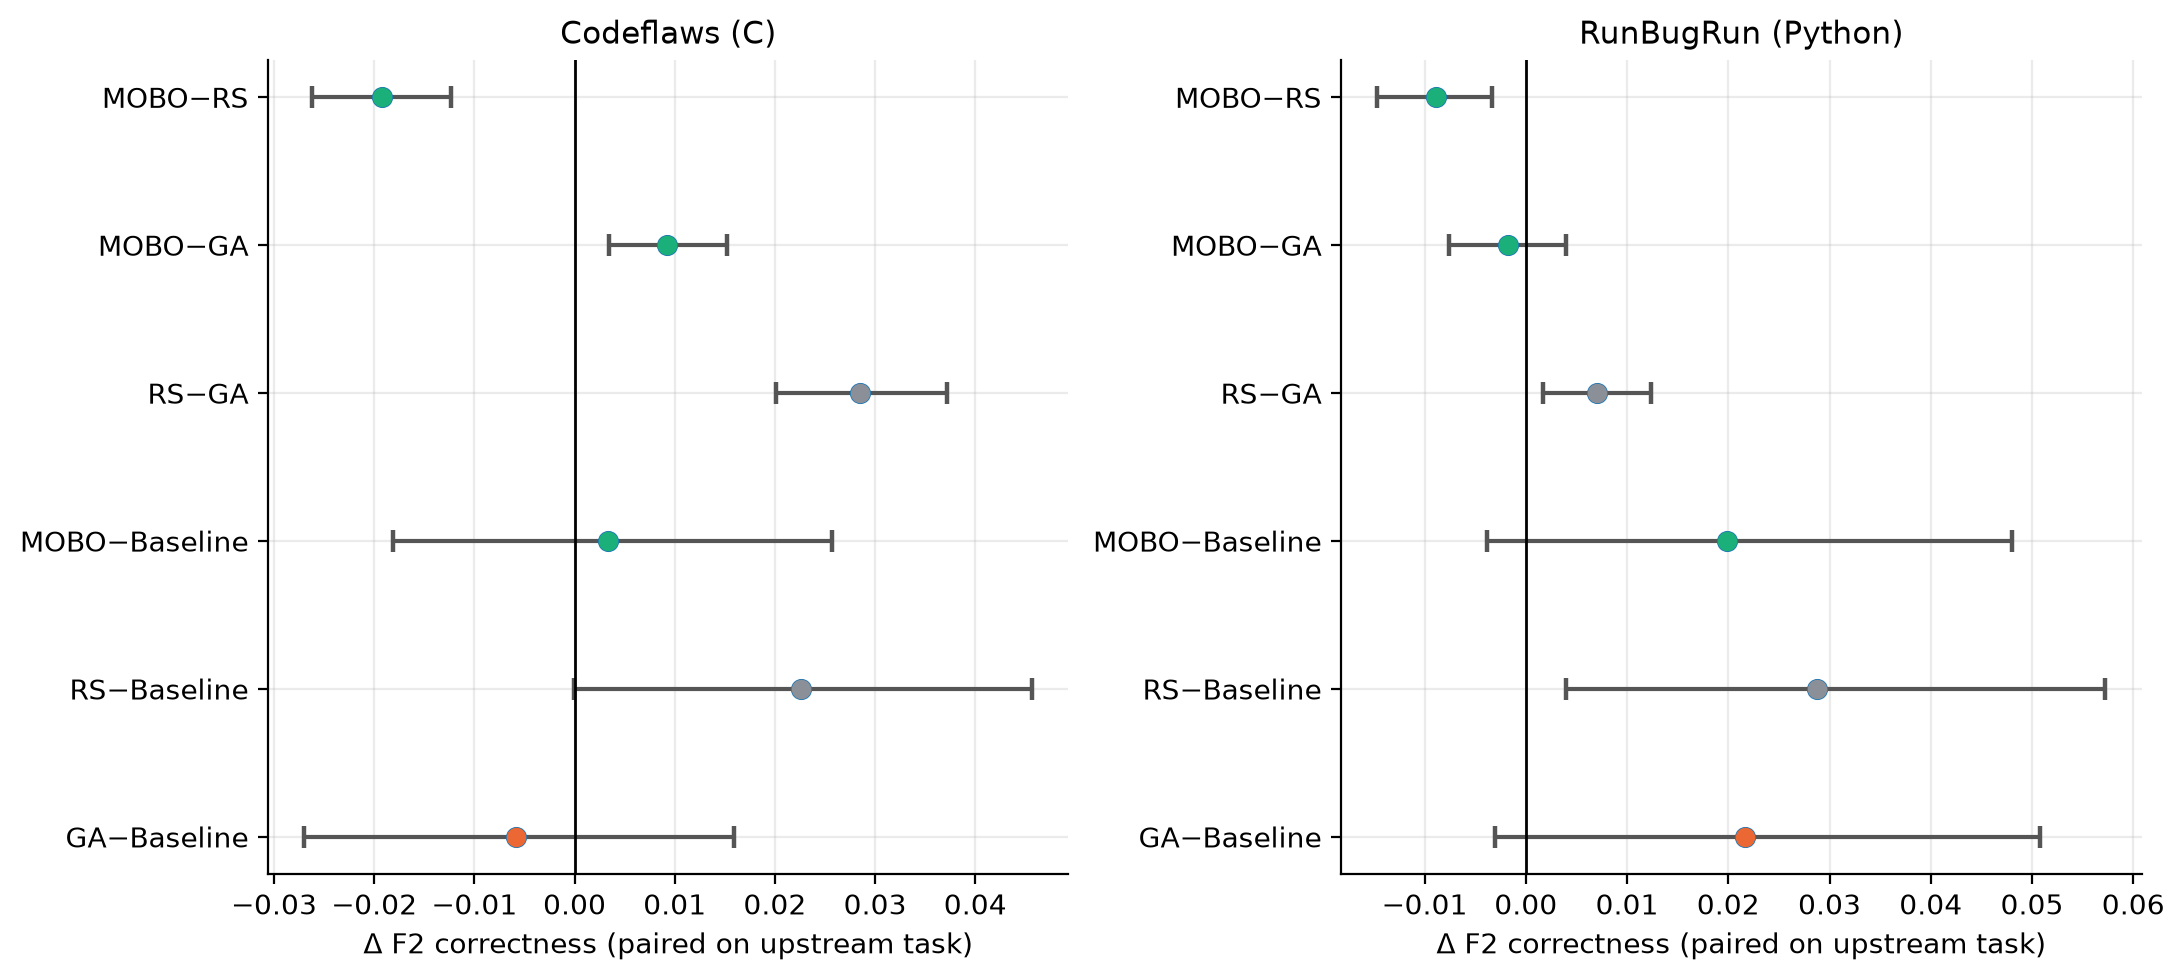 Codeflaws (C)
MOBO−RS
MOBO−GA
RS−GA
MOBO−Baseline
RS−Baseline
GA−Baseline
−0.03 −0.02 −0.01 0.00 0.01 0.02 0.03 0.04
Δ F2 correctness (paired on upstream task)
RunBugRun (Python)
MOBO−RS
MOBO−GA
RS−GA
MOBO−Baseline
RS−Baseline
GA−Baseline
−0.01 0.00 0.01 0.02 0.03 0.04 0.05 0.06
Δ F2 correctness (paired on upstream task)